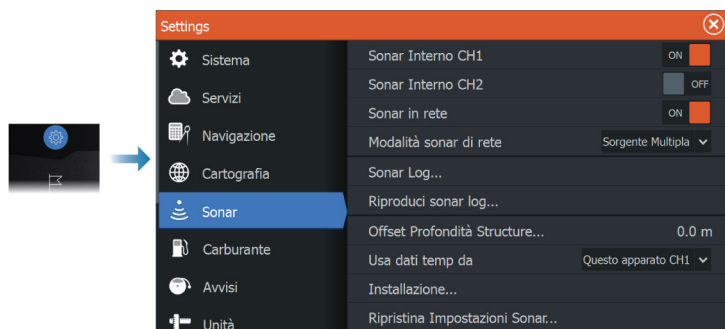 Settings
Sistema
Servizi
Navigazione
Cartografia
Sonar
Carburante
Avvisi
Unità
Sonar Interno CH1 ON
Sonar Interno CH2 OFF
Sonar in rete ON
Modalità sonar di rete Sorgente Multipla
Sonar Log...
Riproduci sonar log...
Offset Profondità Structure... 0.0 m
Usa dati temp da Questo apparato CH1
Installazione...
Ripristina Impostazioni Sonar...